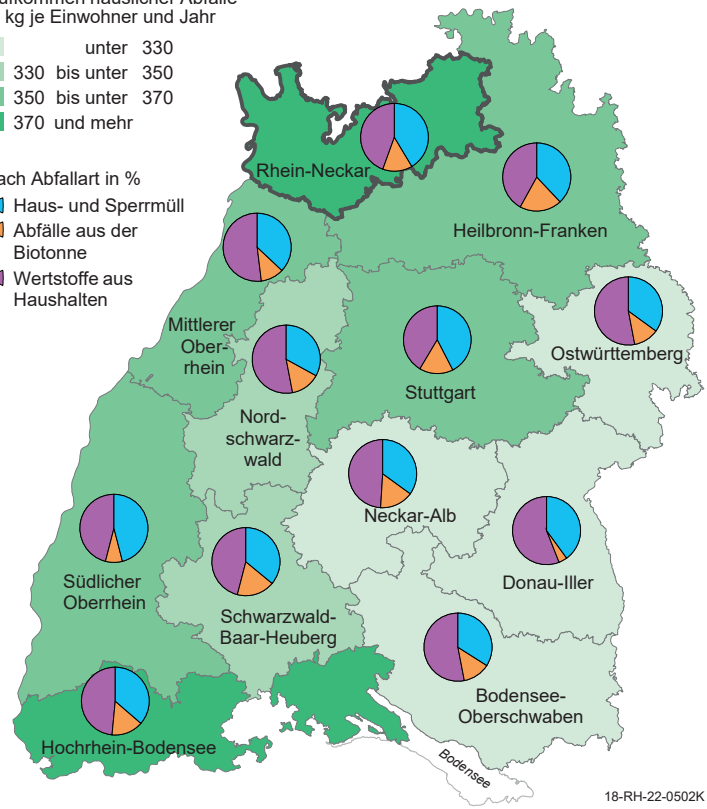 kg je Einwohner und Jahr
unter 330
330 bis unter 350
350 bis unter 370
370 und mehr
Abfallart in %
Haus- und Sperrmüll
Abfälle aus der
Biotonne
Wertstoffe aus
Haushalten
Rhein-Neckar
Heilbronn-Franken
Mittlerer
Ober-
rhein
Ostwürttemberg
Stuttgart
Nord-
schwarz-
wald
Neckar-Alb
Südlicher
Oberrhein
Donau-Iller
Schwarzwald-
Baar-Heuberg
Bodensee-
Oberschwaben
Hochrhein-Bodensee
Bodensee
18-RH-22-0502K